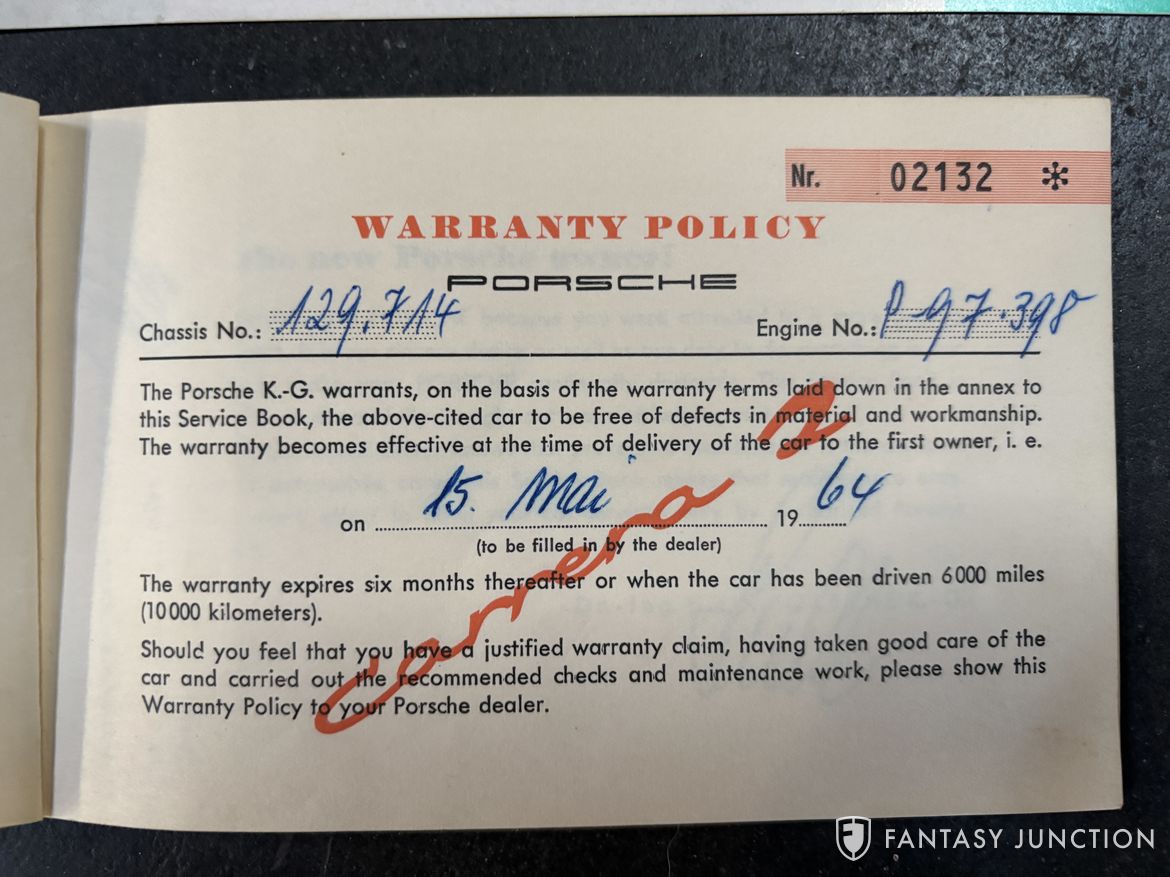 Nr. 02132 *
WARRANTY POLICY
PORSCHE
Chassis No.: 129.714 Engine No.: P 97.398
The Porsche K.-G. warrants, on the basis of the warranty terms laid down in the annex to
this Service Book, the above-cited car to be free of defects in material and workmanship.
The warranty becomes effective at the time of delivery of the car to the first owner, i. e.
on 15. Mai 1964
(to be filled in by the dealer)
The warranty expires six months thereafter or when the car has been driven 6000 miles
(10000 kilometers).
Should you feel that you have a justified warranty claim, having taken good care of the
car and carried out the recommended checks and maintenance work, please show this
Warranty Policy to your Porsche dealer.
Carrera 2
FANTASY JUNCTION